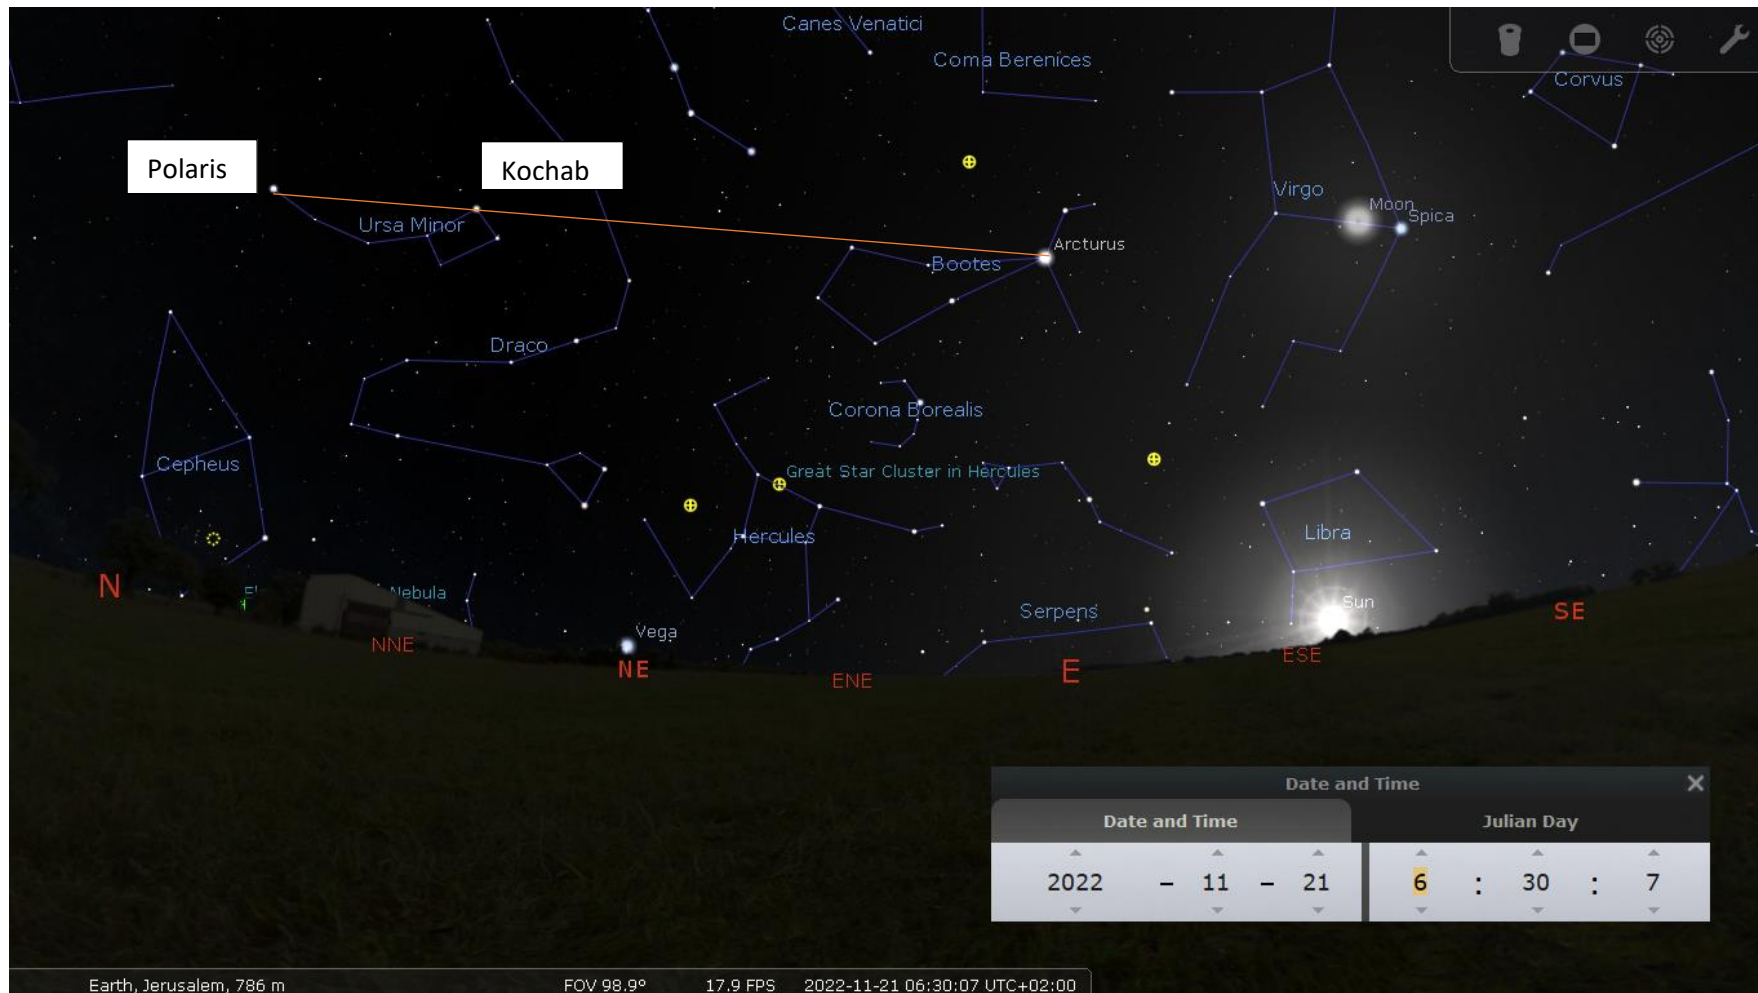 Canes Venatici
Coma Berenices
Corvus
Polaris
Kochab
Virgo
Moon
Spica
Ursa Minor
Arcturus
Bootes
Draco
Corona Borealis
Cepheus
Great Star Cluster in Hercules
Hercules
Libra
N
Nebula
Sun
Serpens
SE
Vega
NNE
NE
ENE
E
ESE
Date and Time
Date and Time Julian Day
2022 - 11 - 21 6 : 30 : 7
Earth, Jerusalem, 786 m FOV 98.9° 17.9 FPS 2022-11-21 06:30:07 UTC+02:00